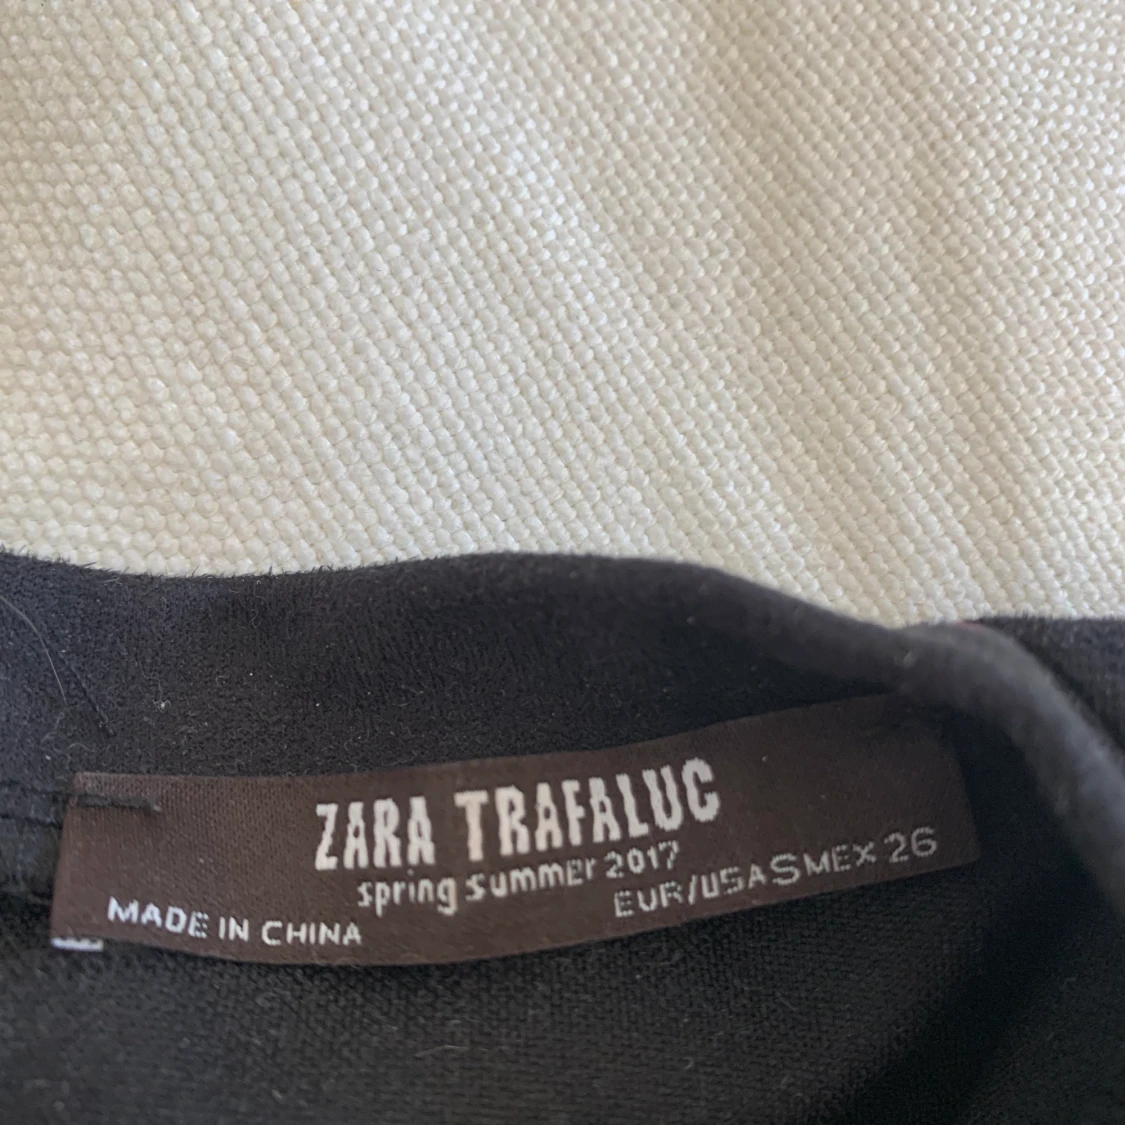 ZARA TRAFALUC
spring summer 2017
MADE IN CHINA
EUR/USA S MEX 26